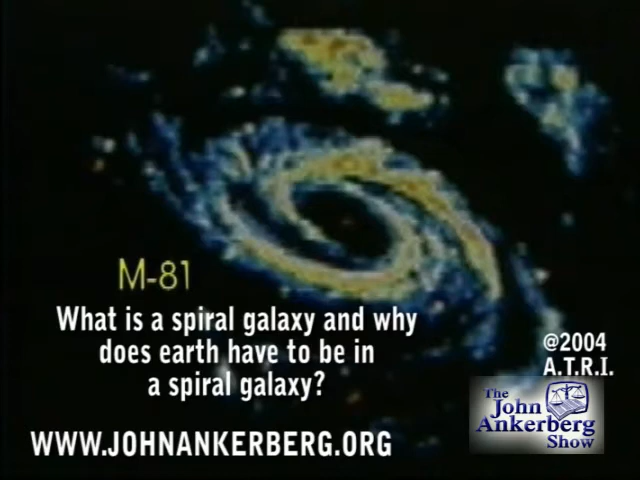 M-81
What is a spiral galaxy and why
does earth have to be in
a spiral galaxy?
@2004
A.T.R.I.
The
John
Ankerberg
Show
WWW.JOHNANKERBERG.ORG